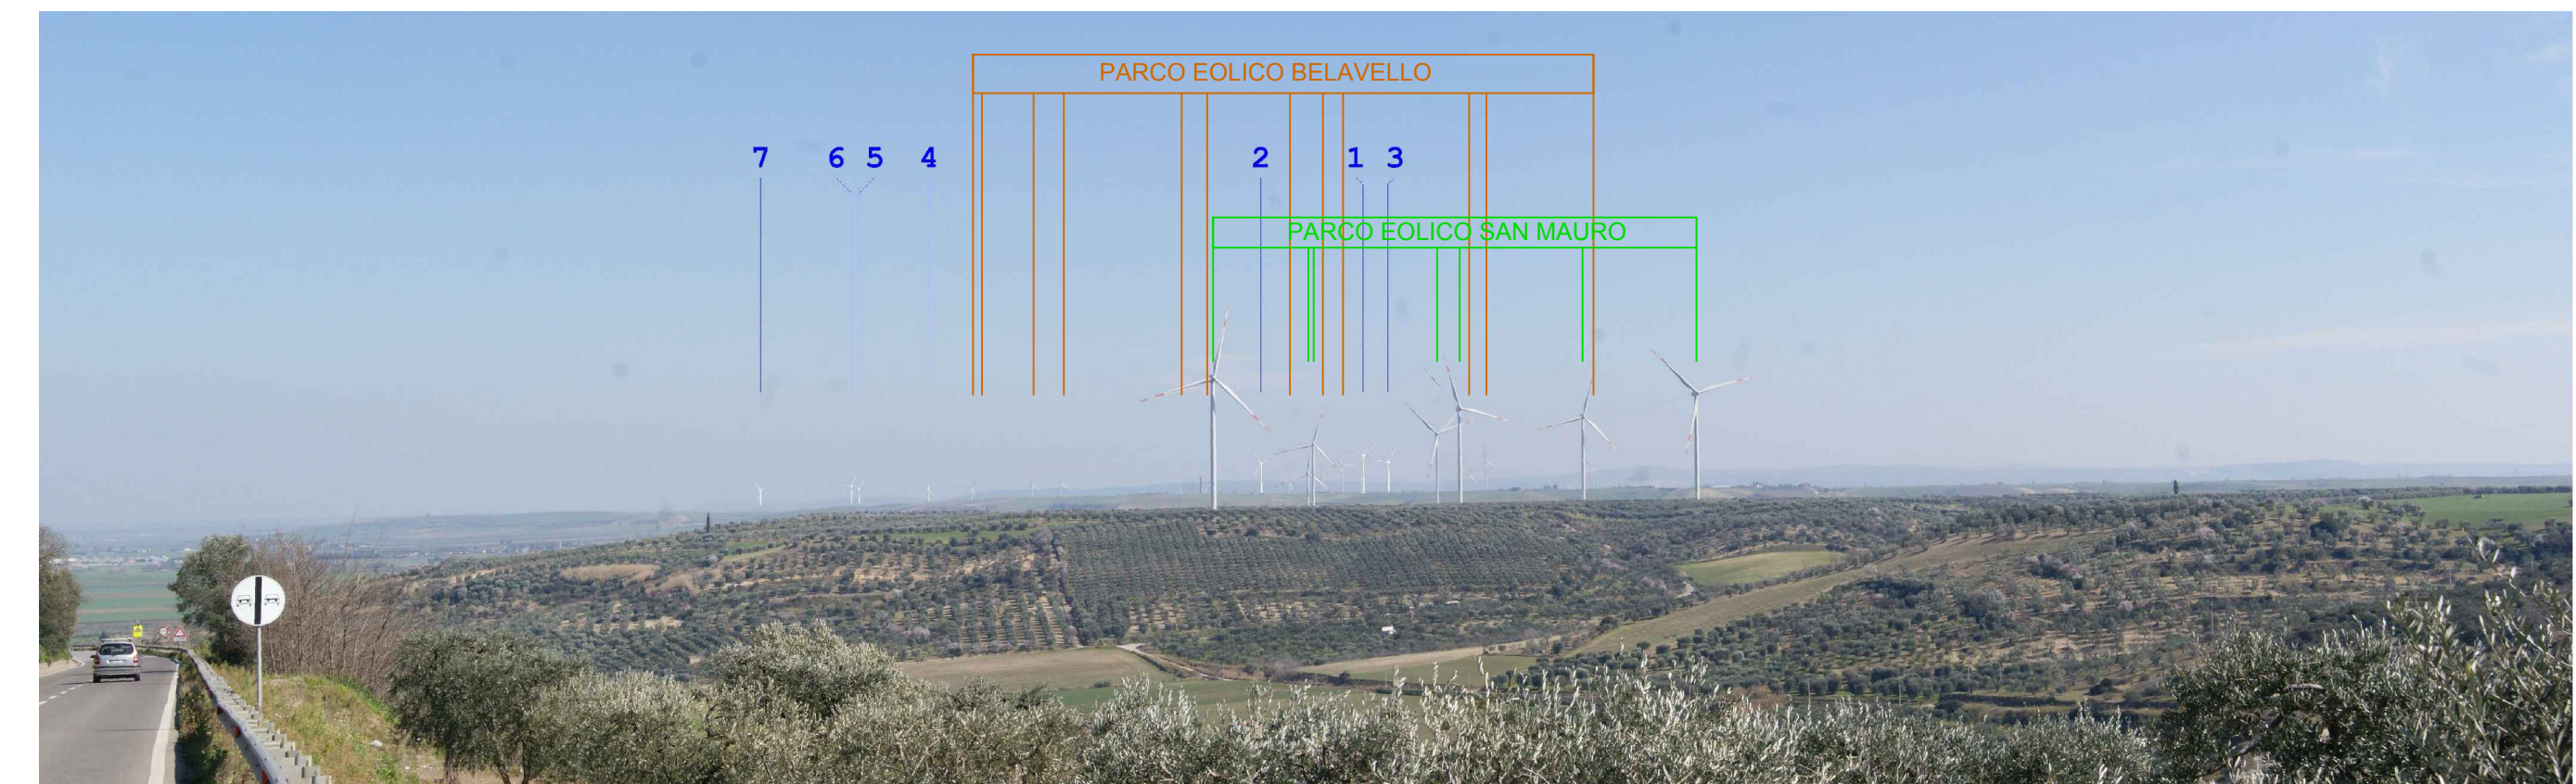 PARCO EOLICO BELAVELLO
7 6 5 4 2 1 3
PARCO EOLICO SAN MAURO